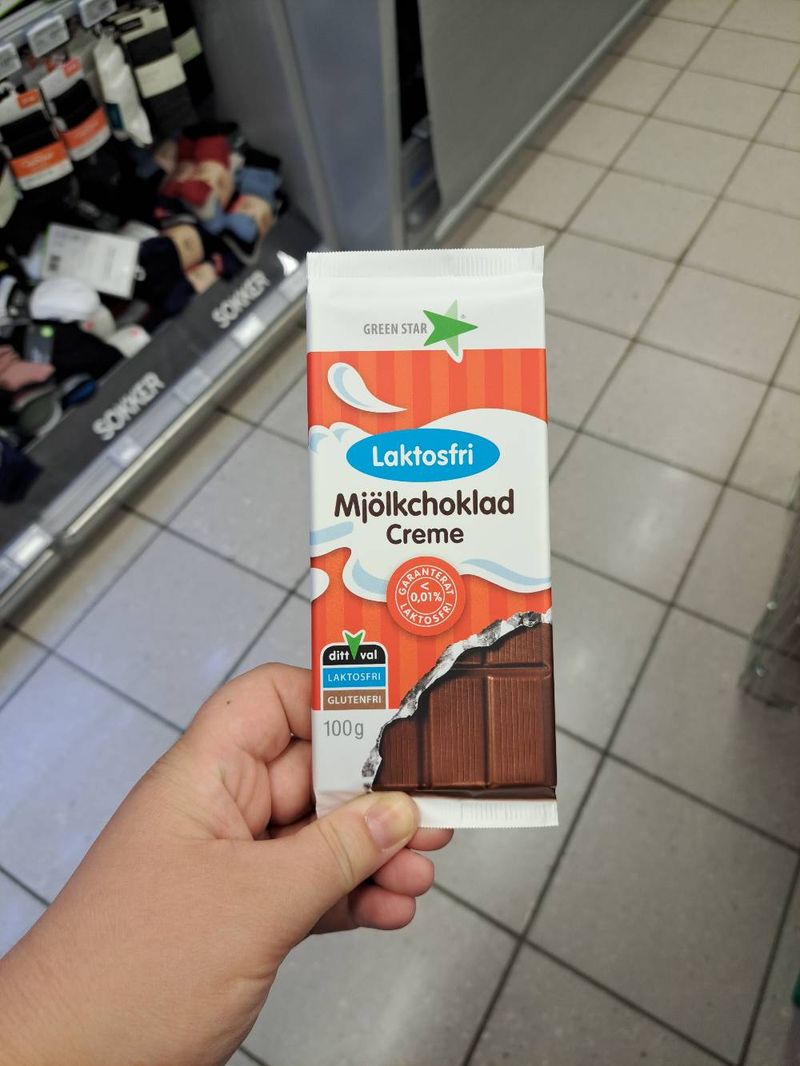 GREEN STAR
Laktosfri
Mjölkchoklad
Creme
GARANTERAT
<
0,01%
LAKTOSFRI
ditt val
LAKTOSFRI
GLUTENFRI
100g
SOKKER
SOKKER